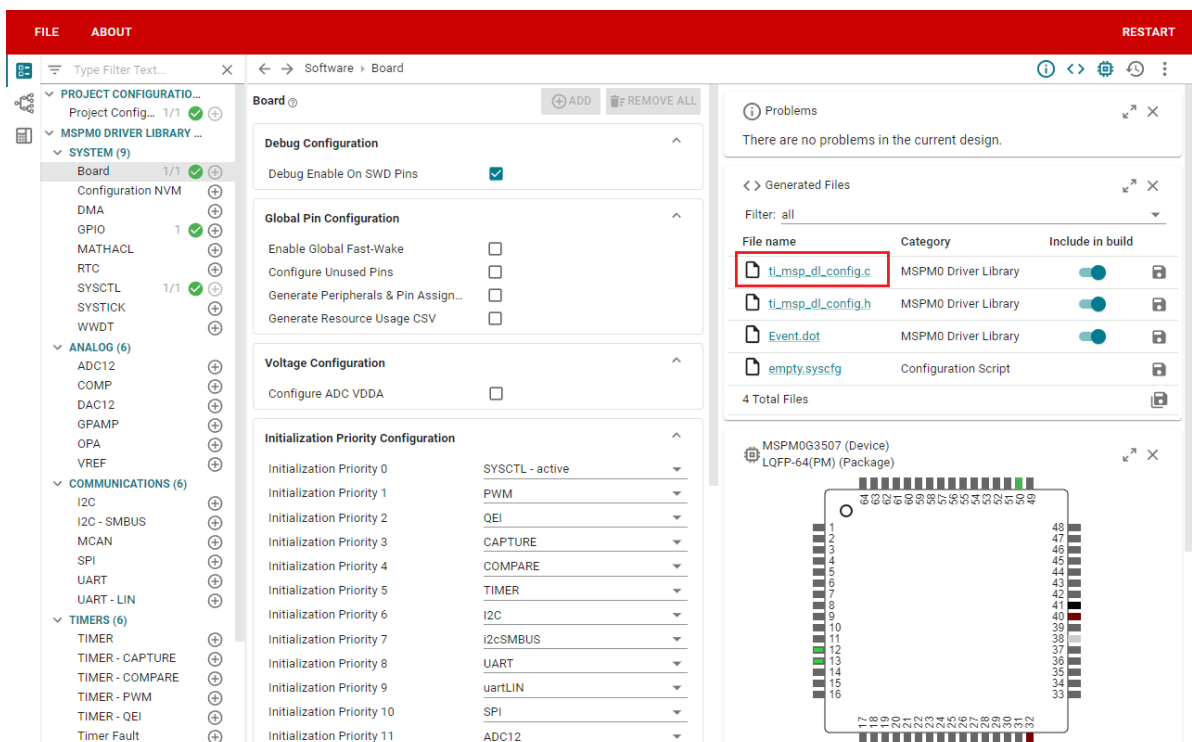 FILE ABOUT RESTART
Type Filter Text...
Software Board
PROJECT CONFIGURATIO...
Project Config... 1/1
MSPM0 DRIVER LIBRARY ...
SYSTEM (9)
Board 1/1
Configuration NVM
DMA
GPIO 1
MATHACL
RTC
SYSCTL 1/1
SYSTICK
WWDT
ANALOG (6)
ADC12
COMP
DAC12
GPAMP
OPA
VREF
COMMUNICATIONS (6)
I2C
I2C - SMBUS
MCAN
SPI
UART
UART - LIN
TIMERS (6)
TIMER
TIMER - CAPTURE
TIMER - COMPARE
TIMER - PWM
TIMER - QEI
Timer Fault
Board ADD REMOVE ALL
Debug Configuration
Debug Enable On SWD Pins
Global Pin Configuration
Enable Global Fast-Wake
Configure Unused Pins
Generate Peripherals & Pin Assign...
Generate Resource Usage CSV
Voltage Configuration
Configure ADC VDDA
Initialization Priority Configuration
Initialization Priority 0 SYSCTL - active
Initialization Priority 1 PWM
Initialization Priority 2 QEI
Initialization Priority 3 CAPTURE
Initialization Priority 4 COMPARE
Initialization Priority 5 TIMER
Initialization Priority 6 I2C
Initialization Priority 7 i2cSMBUS
Initialization Priority 8 UART
Initialization Priority 9 uartLIN
Initialization Priority 10 SPI
Initialization Priority 11 ADC12
Problems
There are no problems in the current design.
<> Generated Files
Filter: all
File name Category Include in build
ti_msp_dl_config.c MSPM0 Driver Library
ti_msp_dl_config.h MSPM0 Driver Library
Event.dot MSPM0 Driver Library
empty.syscfg Configuration Script
4 Total Files
MSPM0G3507 (Device)
LQFP-64(PM) (Package)
64 63 62 61 60 59 58 57 56 55 54 53 52 51 50 49
1 48
2 47
3 46
4 45
5 44
6 43
7 42
8 41
9 40
10 39
11 38
12 37
13 36
14 35
15 34
16 33
17 18 19 20 21 22 23 24 25 26 27 28 29 30 31 32